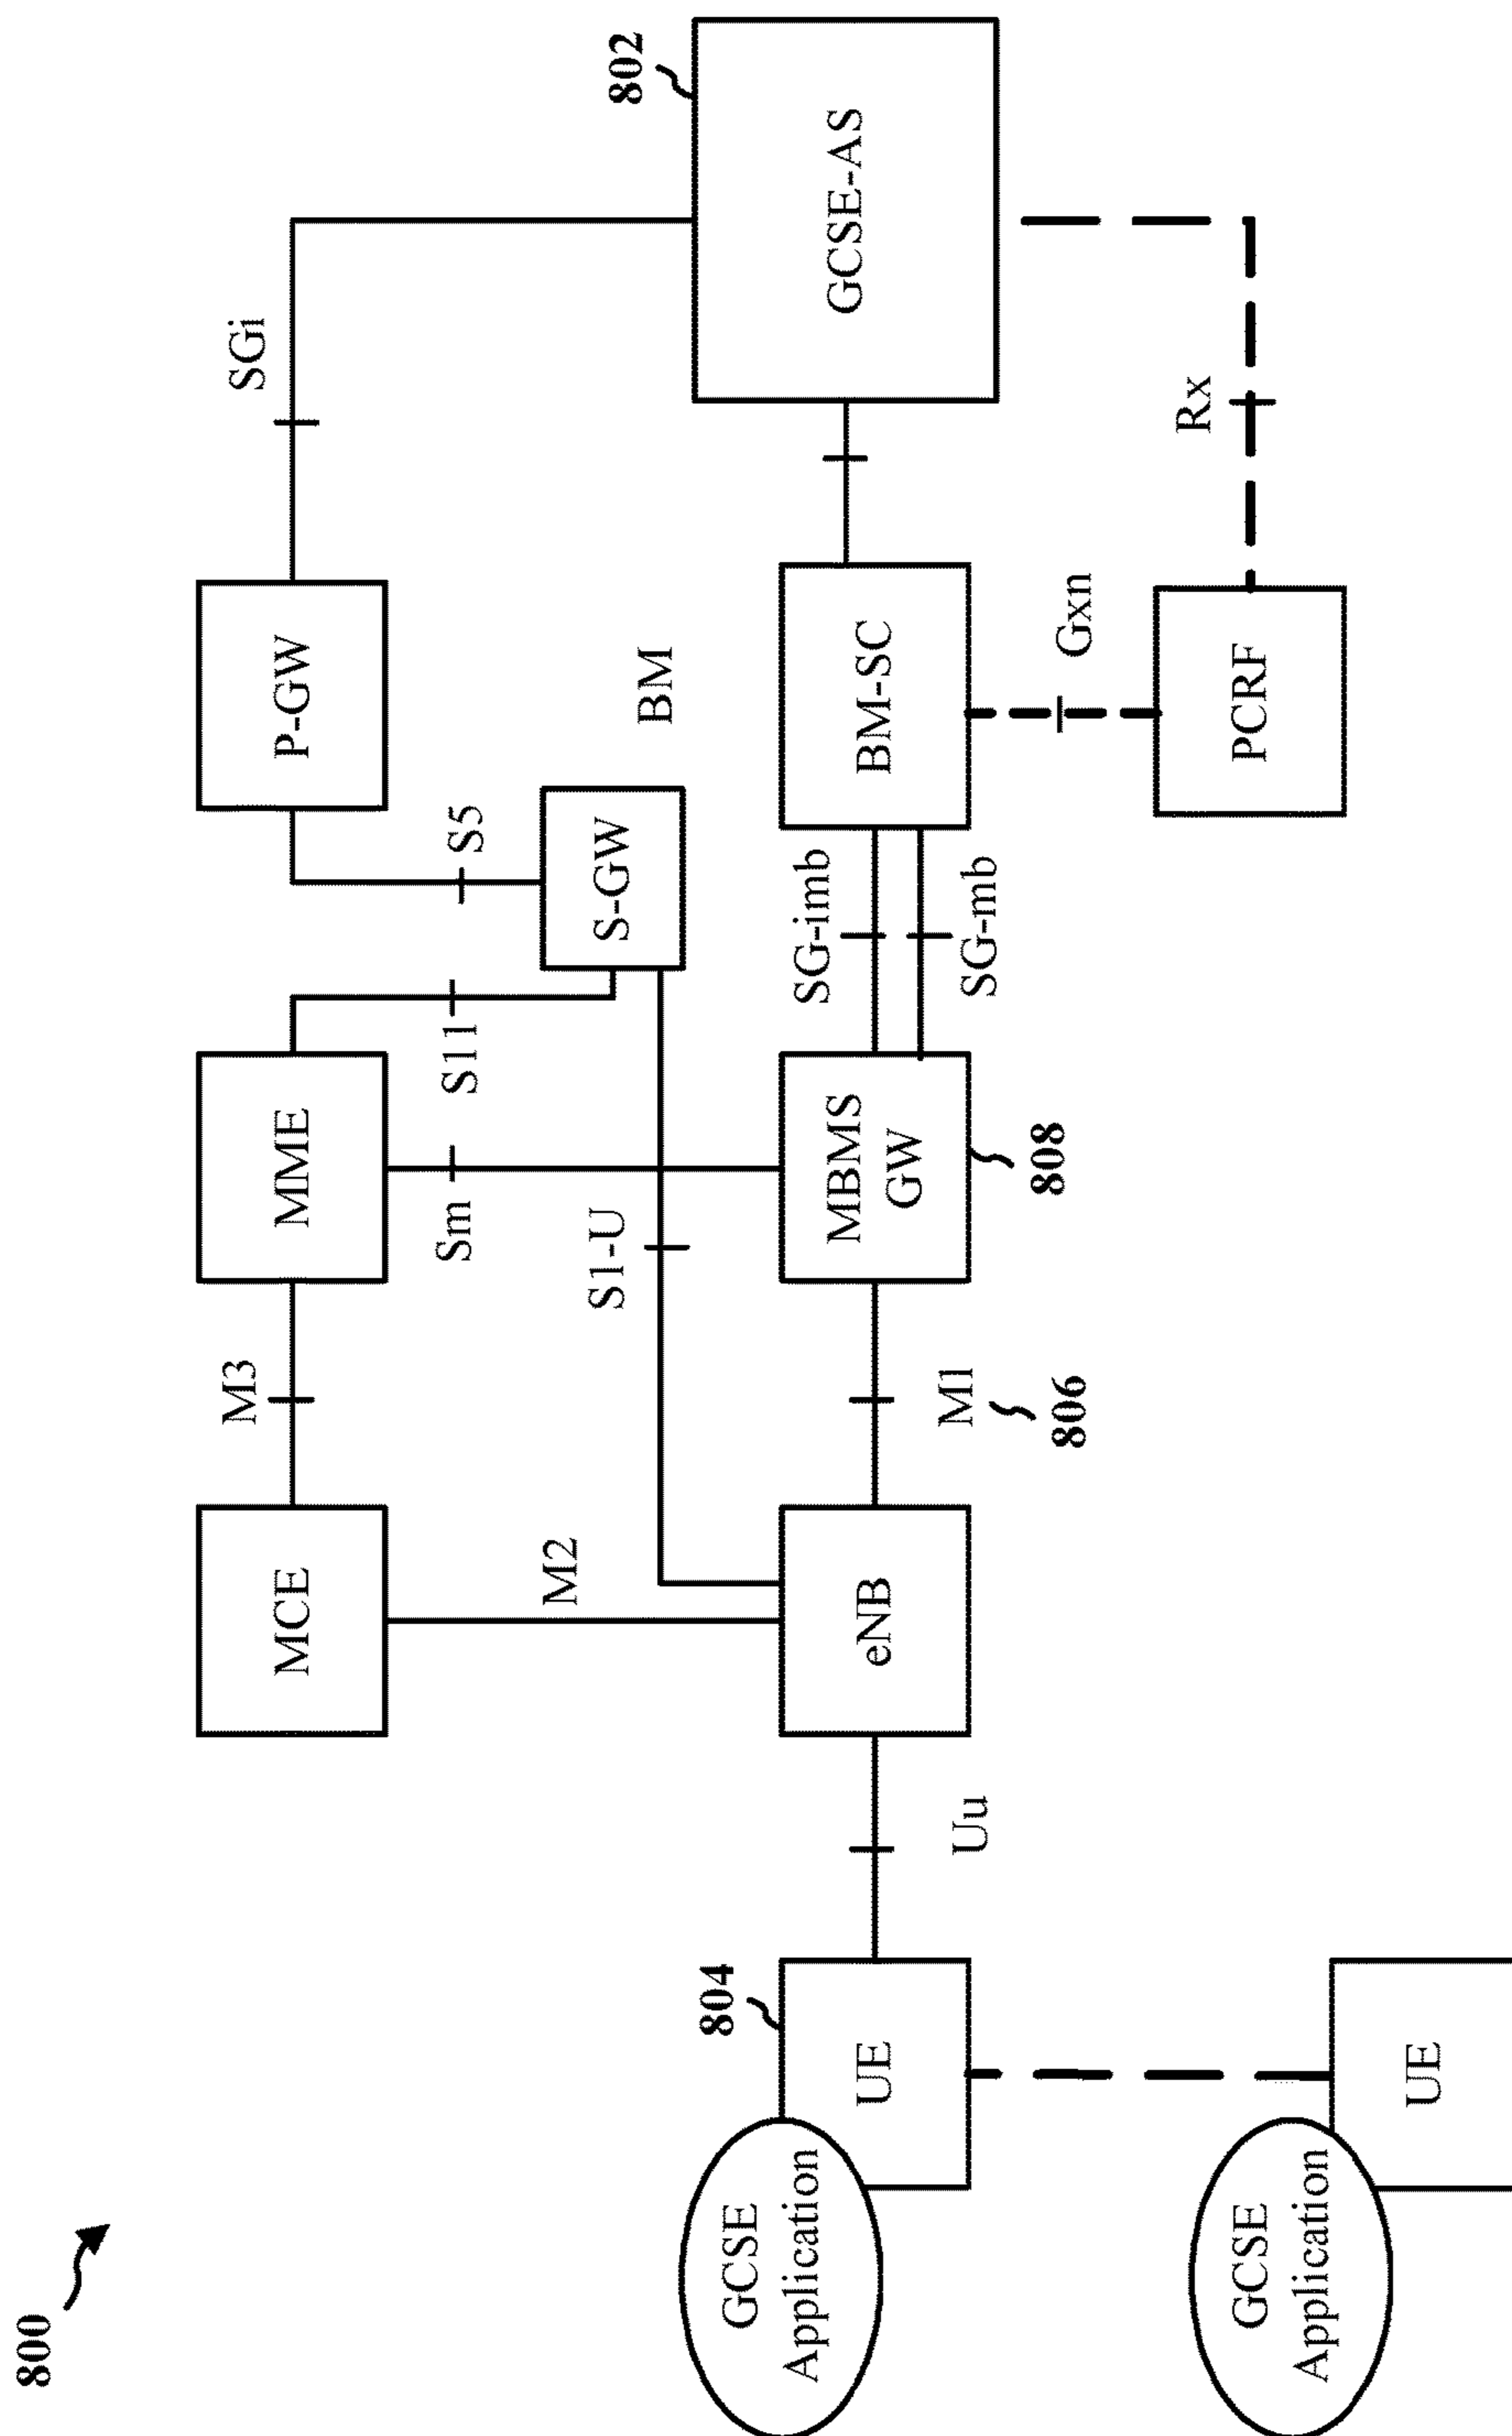 800
MCE
M3
MME
P-GW
SGi
M2
Sm
S11
S5
S1-U
S-GW
BM
802
GCSE-AS
804
GCSE
Application
UE
Uu
eNB
M1
806
MBMS
GW
808
SG-imb
SG-mb
BM-SC
Gxn
Rx
PCRF
GCSE
Application
UE